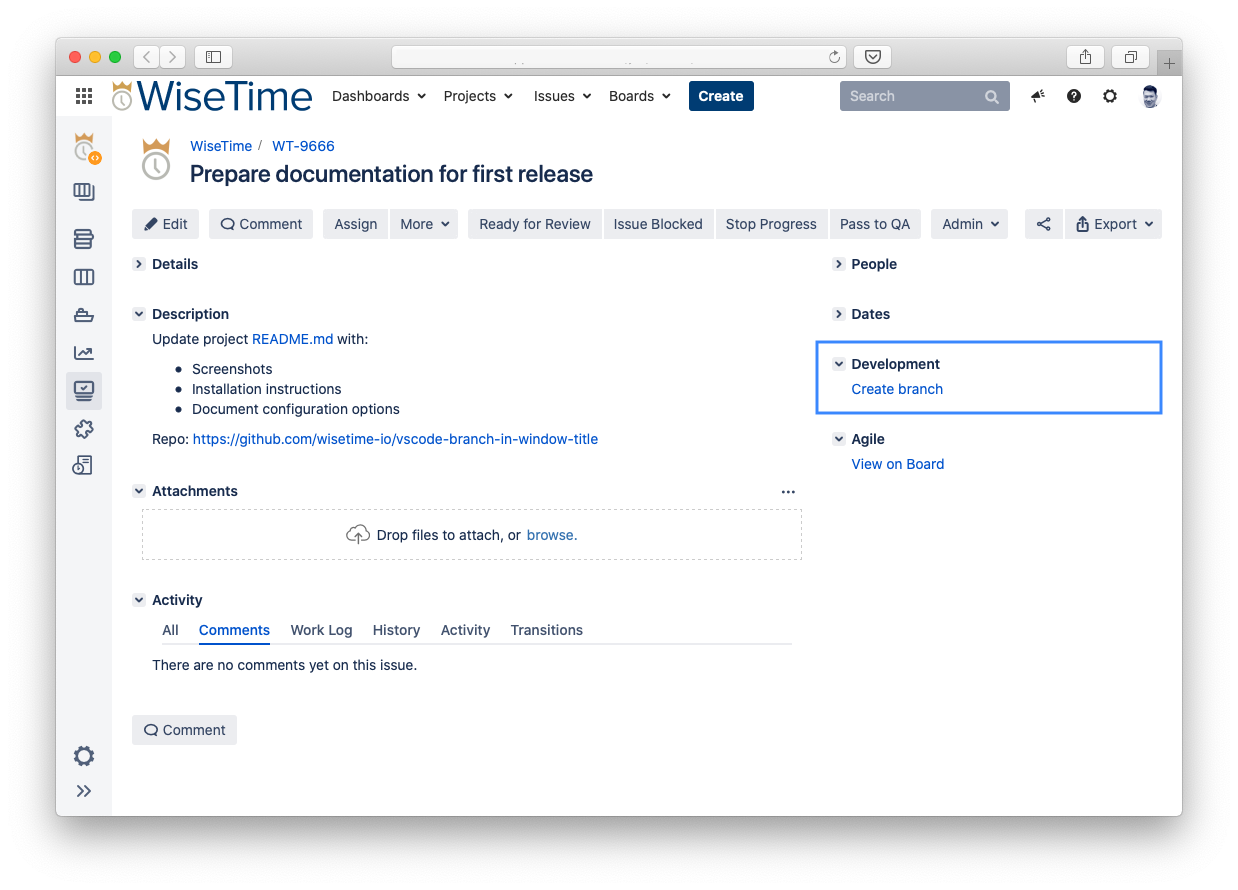 WiseTime Dashboards Projects Issues Boards Create Search
WiseTime / WT-9666
Prepare documentation for first release
Edit Comment Assign More Ready for Review Issue Blocked Stop Progress Pass to QA Admin Export
Details
People
Description
Dates
Update project README.md with:
Screenshots
Installation instructions
Document configuration options
Development
Create branch
Repo: https://github.com/wisetime-io/vscode-branch-in-window-title
Agile
View on Board
Attachments
Drop files to attach, or browse.
Activity
All Comments Work Log History Activity Transitions
There are no comments yet on this issue.
Comment